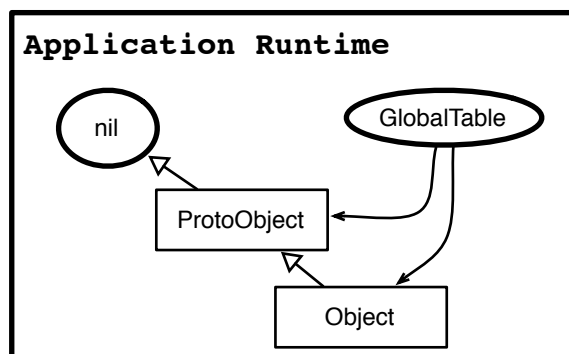 Application Runtime
nil
GlobalTable
ProtoObject
Object